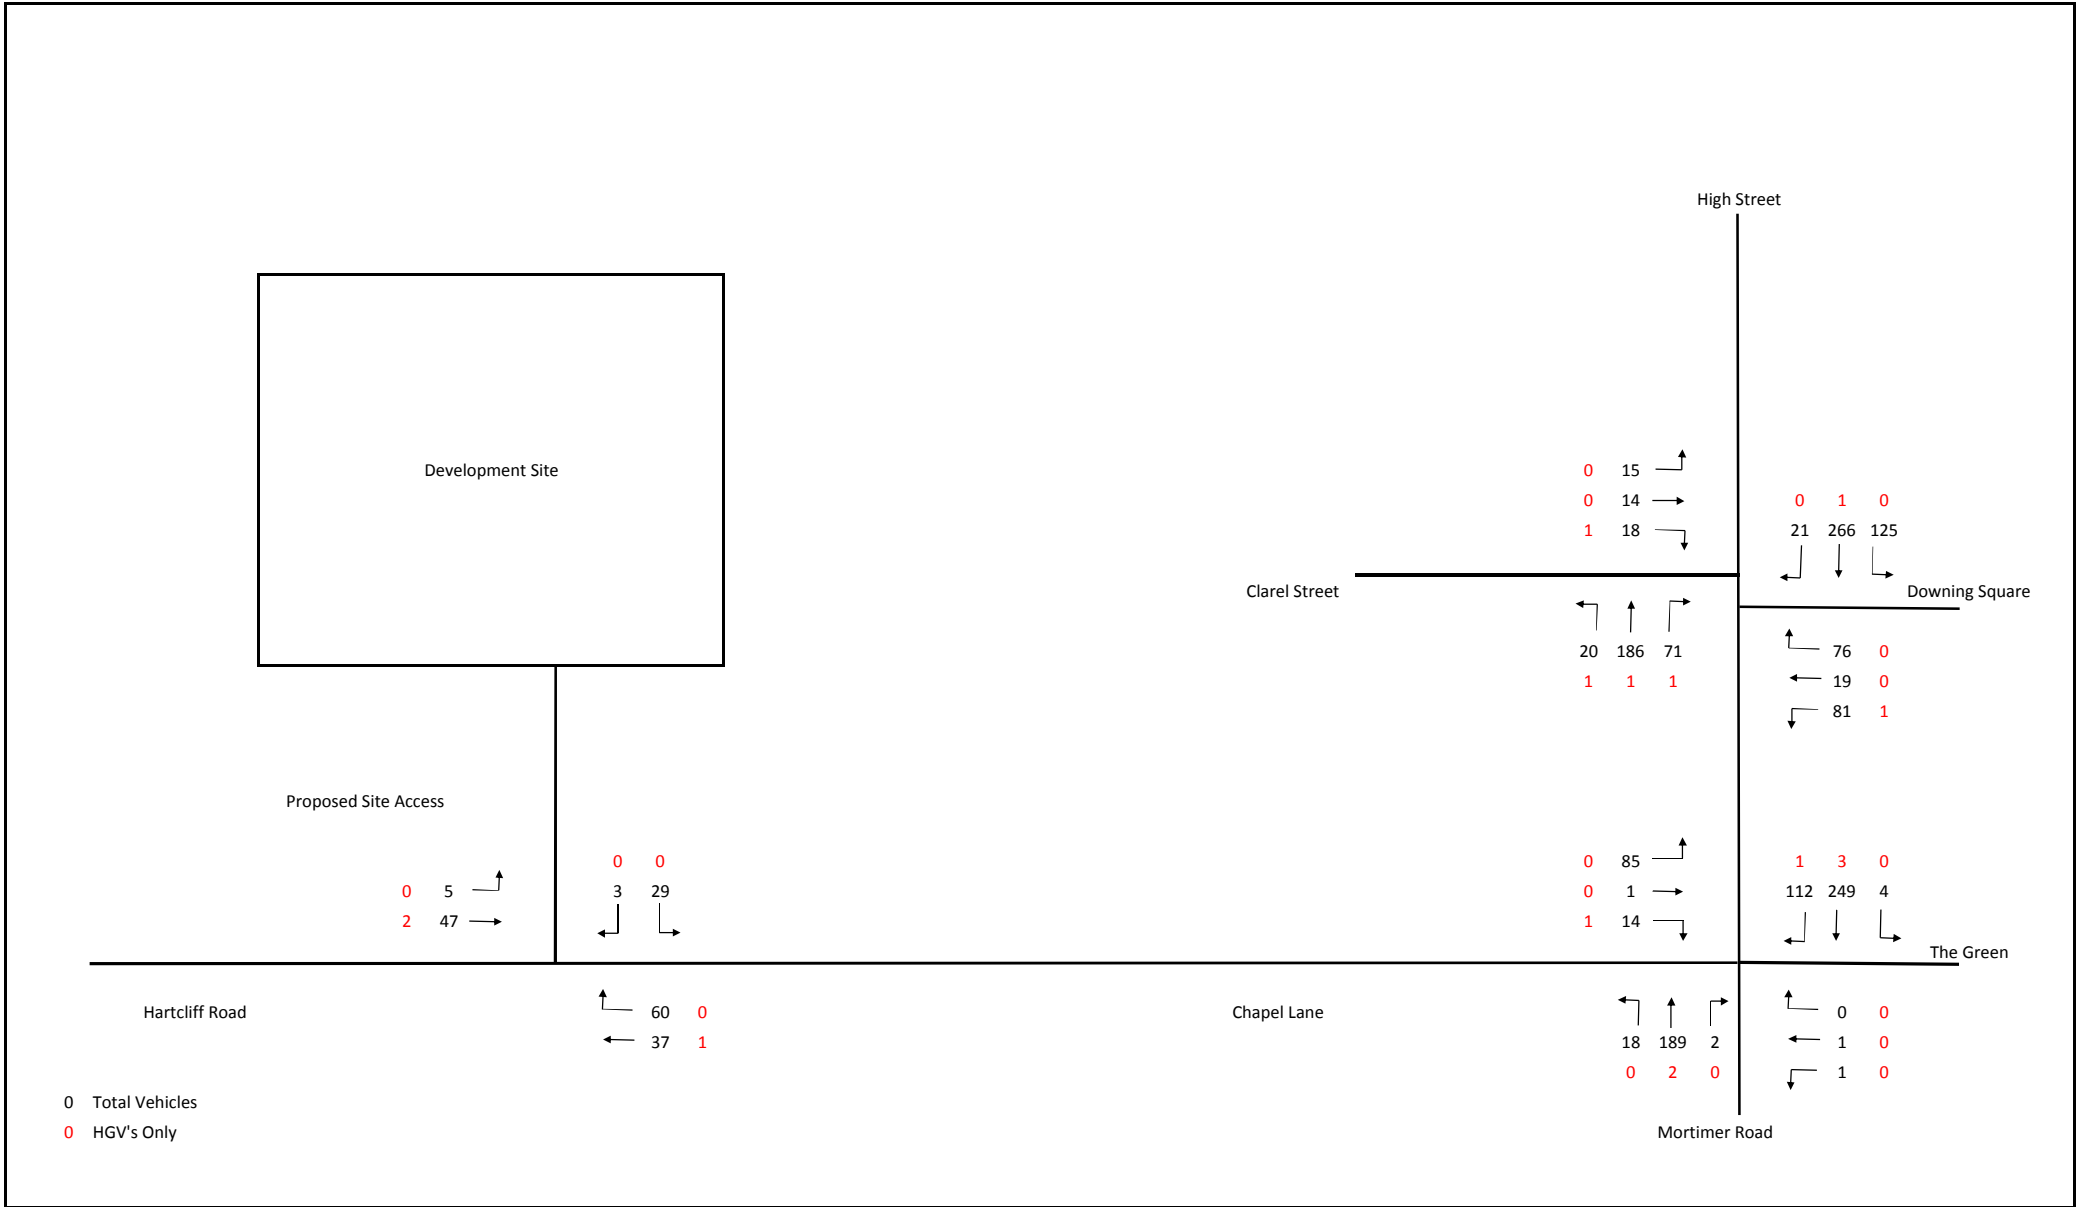 High Street
Development Site
0 15
0 14
1 18
0 1 0
21 266 125
Clarel Street
Downing Square
20 186 71
1 1 1
76 0
19 0
81 1
Proposed Site Access
0 5
2 47
0 0
3 29
0 85
0 1
1 14
1 3 0
112 249 4
The Green
Hartcliff Road
60 0
37 1
Chapel Lane
18 189 2
0 2 0
0 0
1 0
1 0
0 Total Vehicles
0 HGV's Only
Mortimer Road